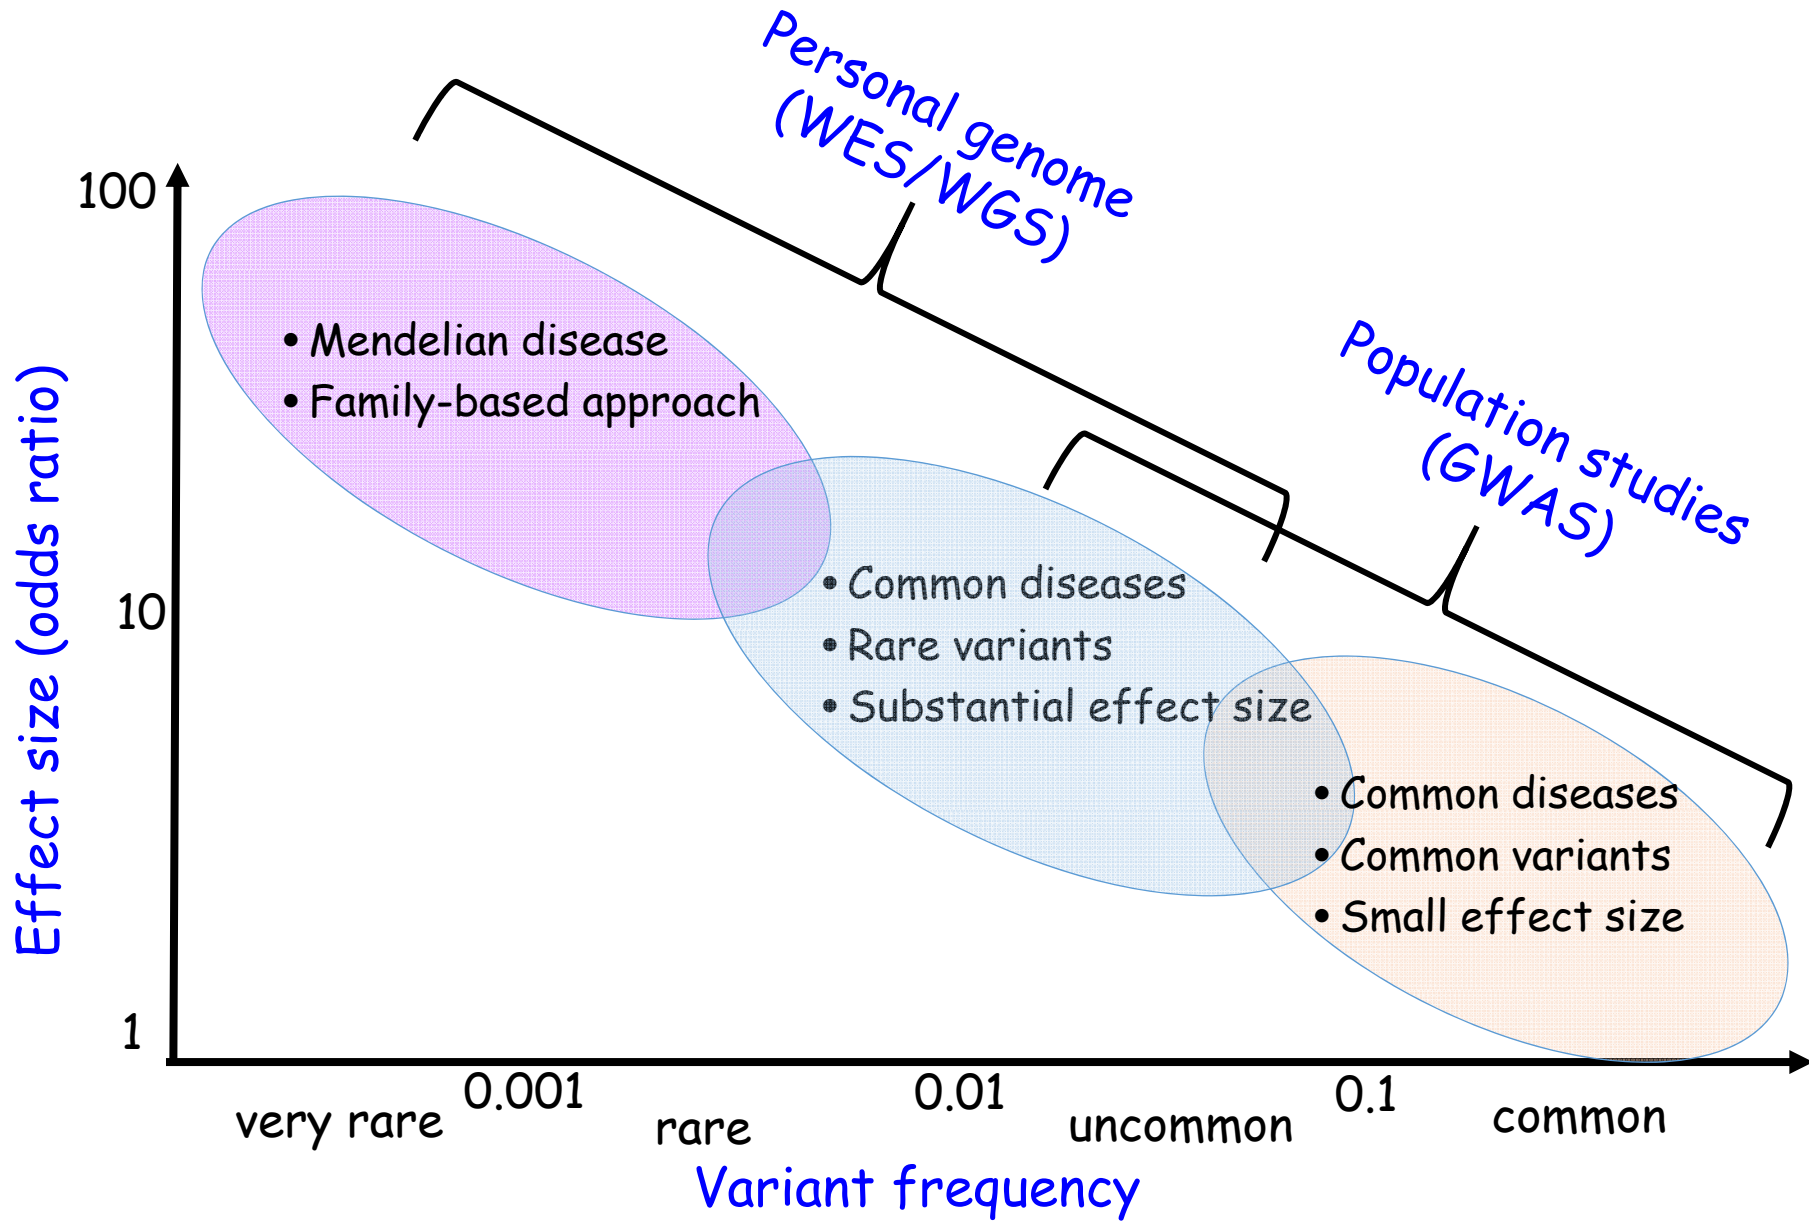 Personal genome
(WES/WGS)
Population studies
(GWAS)
Effect size (odds ratio)
100
10
1
• Mendelian disease
• Family-based approach
• Common diseases
• Rare variants
• Substantial effect size
• Common diseases
• Common variants
• Small effect size
0.001
0.01
0.1
very rare
rare
uncommon
common
Variant frequency